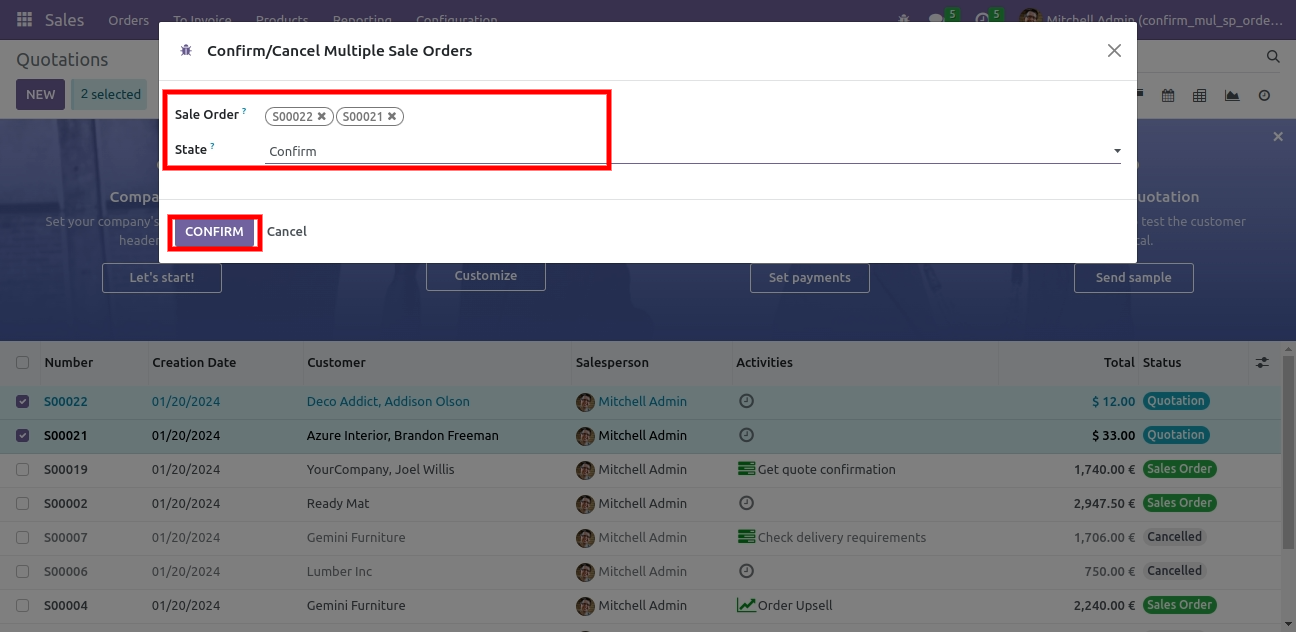 Sales Orders To Invoice Products Reporting Configuration 5 5 Mitchell Admin (confirm_mul_sp_orde...
Confirm/Cancel Multiple Sale Orders
Quotations
NEW 2 selected
Sale Order ? S00022 S00021
State ? Confirm
Compa
uotation
Set your company's
test the customer
header
tal.
CONFIRM Cancel
Let's start! Customize Set payments Send sample
Number Creation Date Customer Salesperson Activities Total Status
S00022 01/20/2024 Deco Addict, Addison Olson Mitchell Admin $ 12.00 Quotation
S00021 01/20/2024 Azure Interior, Brandon Freeman Mitchell Admin $ 33.00 Quotation
S00019 01/20/2024 YourCompany, Joel Willis Mitchell Admin Get quote confirmation 1,740.00 € Sales Order
S00002 01/20/2024 Ready Mat Mitchell Admin 2,947.50 € Sales Order
S00007 01/20/2024 Gemini Furniture Mitchell Admin Check delivery requirements 1,706.00 € Cancelled
S00006 01/20/2024 Lumber Inc Mitchell Admin 750.00 € Cancelled
S00004 01/20/2024 Gemini Furniture Mitchell Admin Order Upsell 2,240.00 € Sales Order